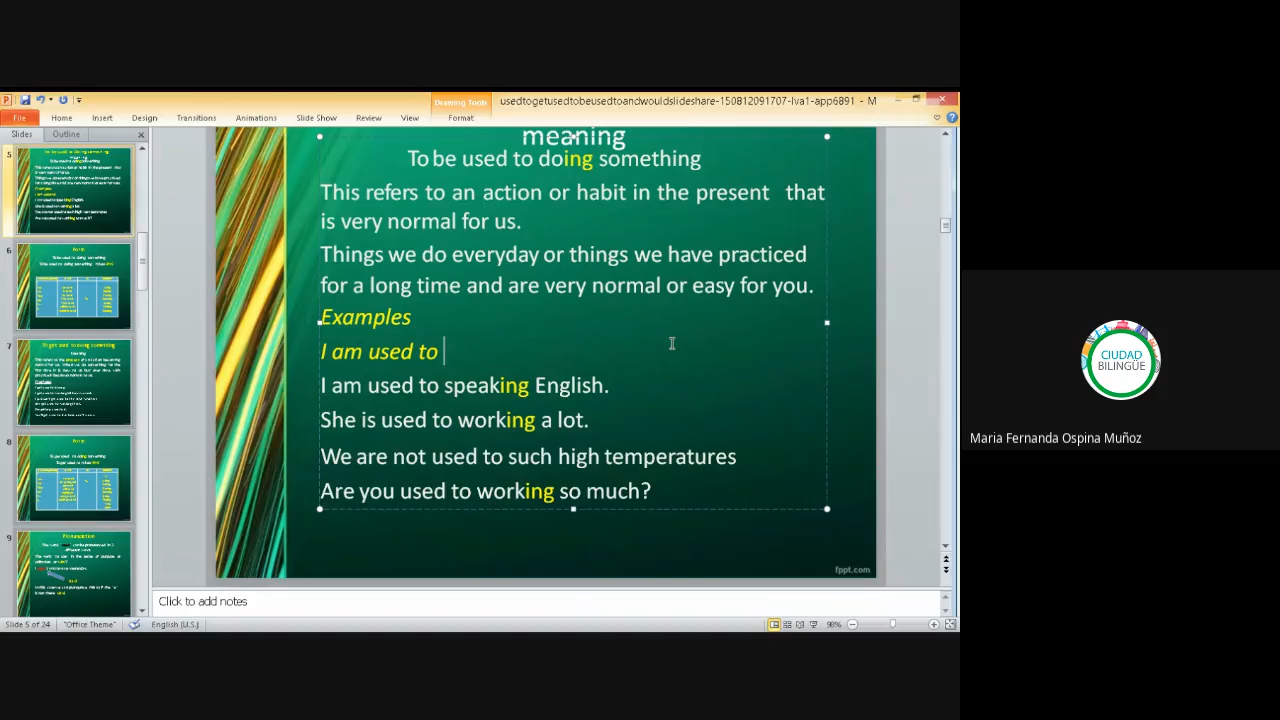 usedtogetusedtobeusedtoandwouldslideshare-150812091707-lva1-app6891 - M
Drawing Tools
File Home Insert Design Transitions Animations Slide Show Review View Format
Slides Outline
meaning
To be used to doing something
This refers to an action or habit in the present that
is very normal for us.
Things we do everyday or things we have practiced
for a long time and are very normal or easy for you.
Examples
I am used to
I am used to speaking English.
She is used to working a lot.
We are not used to such high temperatures
Are you used to working so much?
fppt.com
5
6
7
8
9
Click to add notes
Slide 5 of 24 "Office Theme" English (U.S.) 98%
CIUDAD
BILINGÜE
Maria Fernanda Ospina Muñoz